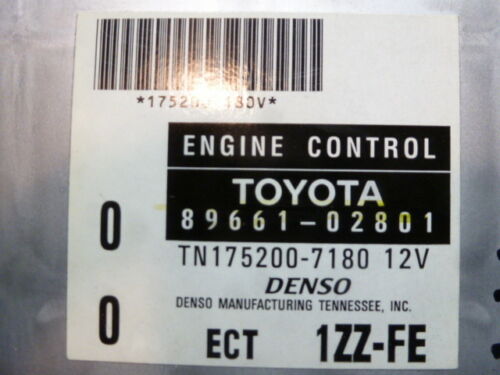 ENGINE CONTROL
TOYOTA
89661-02801
TN175200-7180 12V
DENSO
DENSO MANUFACTURING TENNESSEE, INC.
0
0
ECT 1ZZ-FE